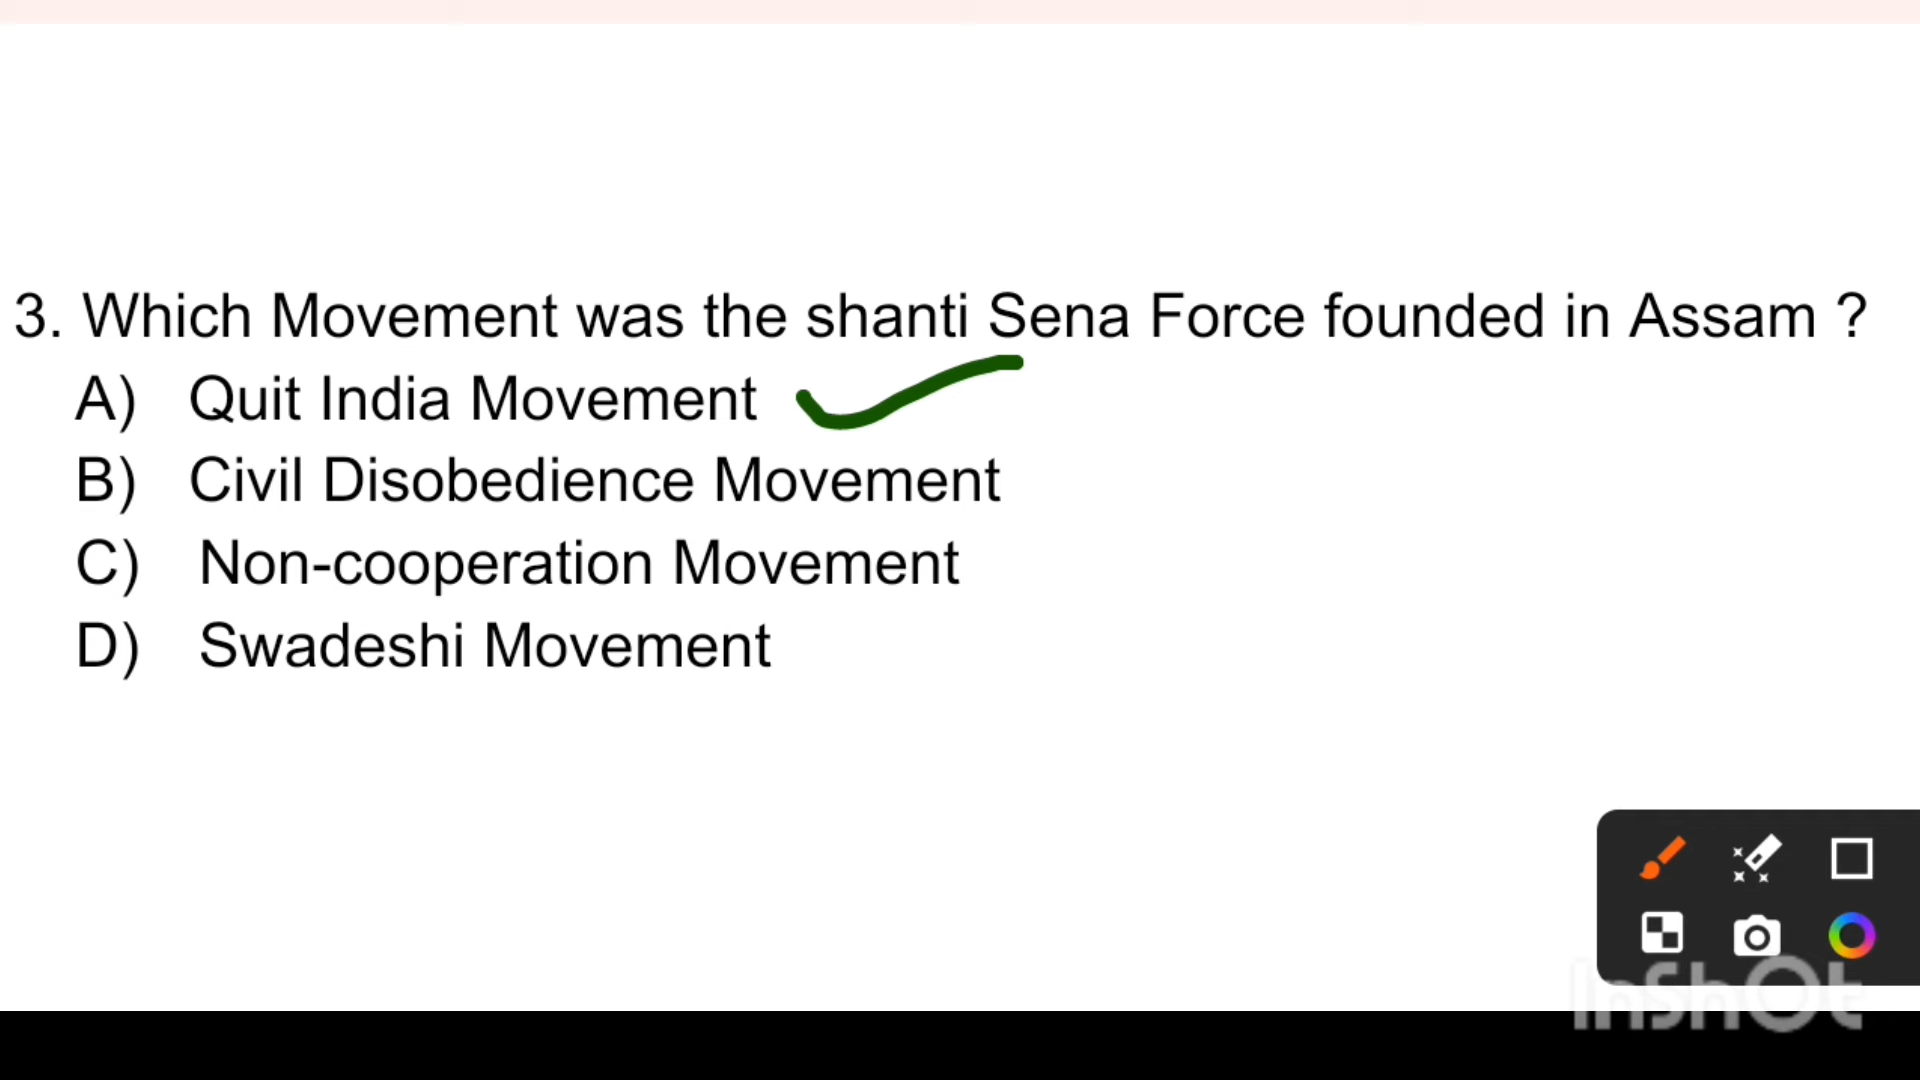 3. Which Movement was the shanti Sena Force founded in Assam ?
A) Quit India Movement
B) Civil Disobedience Movement
C) Non-cooperation Movement
D) Swadeshi Movement
InShOt